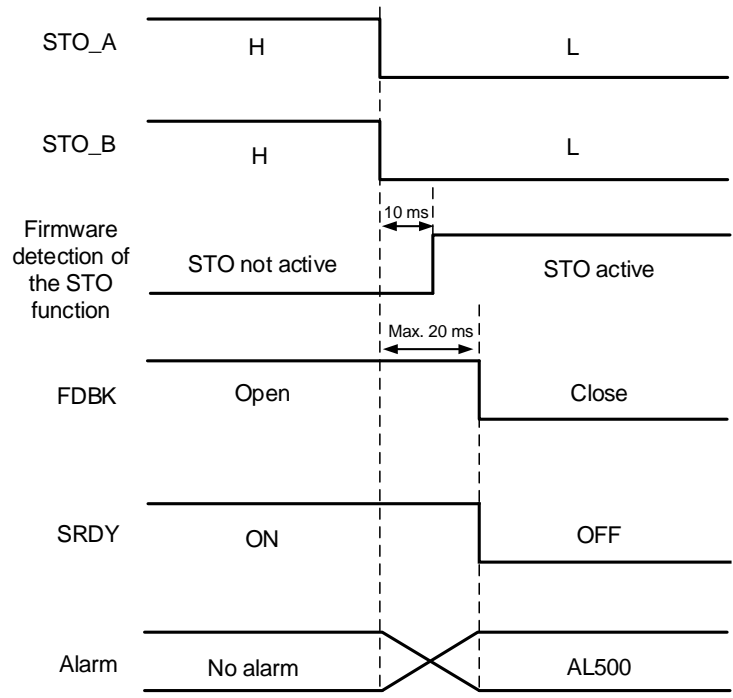 STO_A
H
L
STO_B
H
L
10 ms
Firmware
detection of
the STO
function
STO not active
STO active
Max. 20 ms
FDBK
Open
Close
SRDY
ON
OFF
Alarm
No alarm
AL500